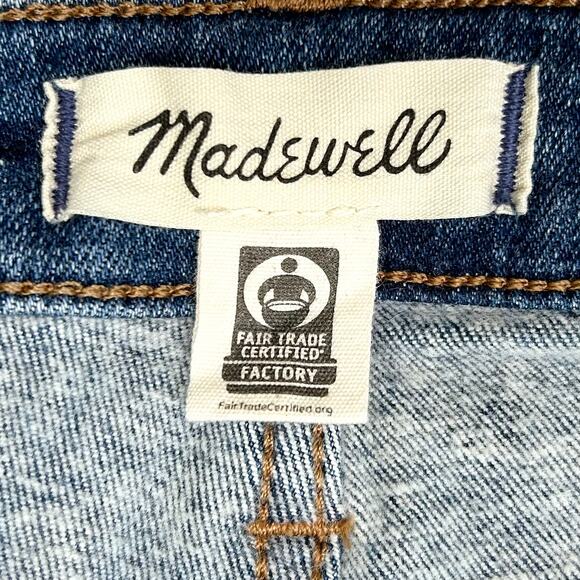 Madewell
FAIR TRADE
CERTIFIED
FACTORY
FairTradeCertified.org